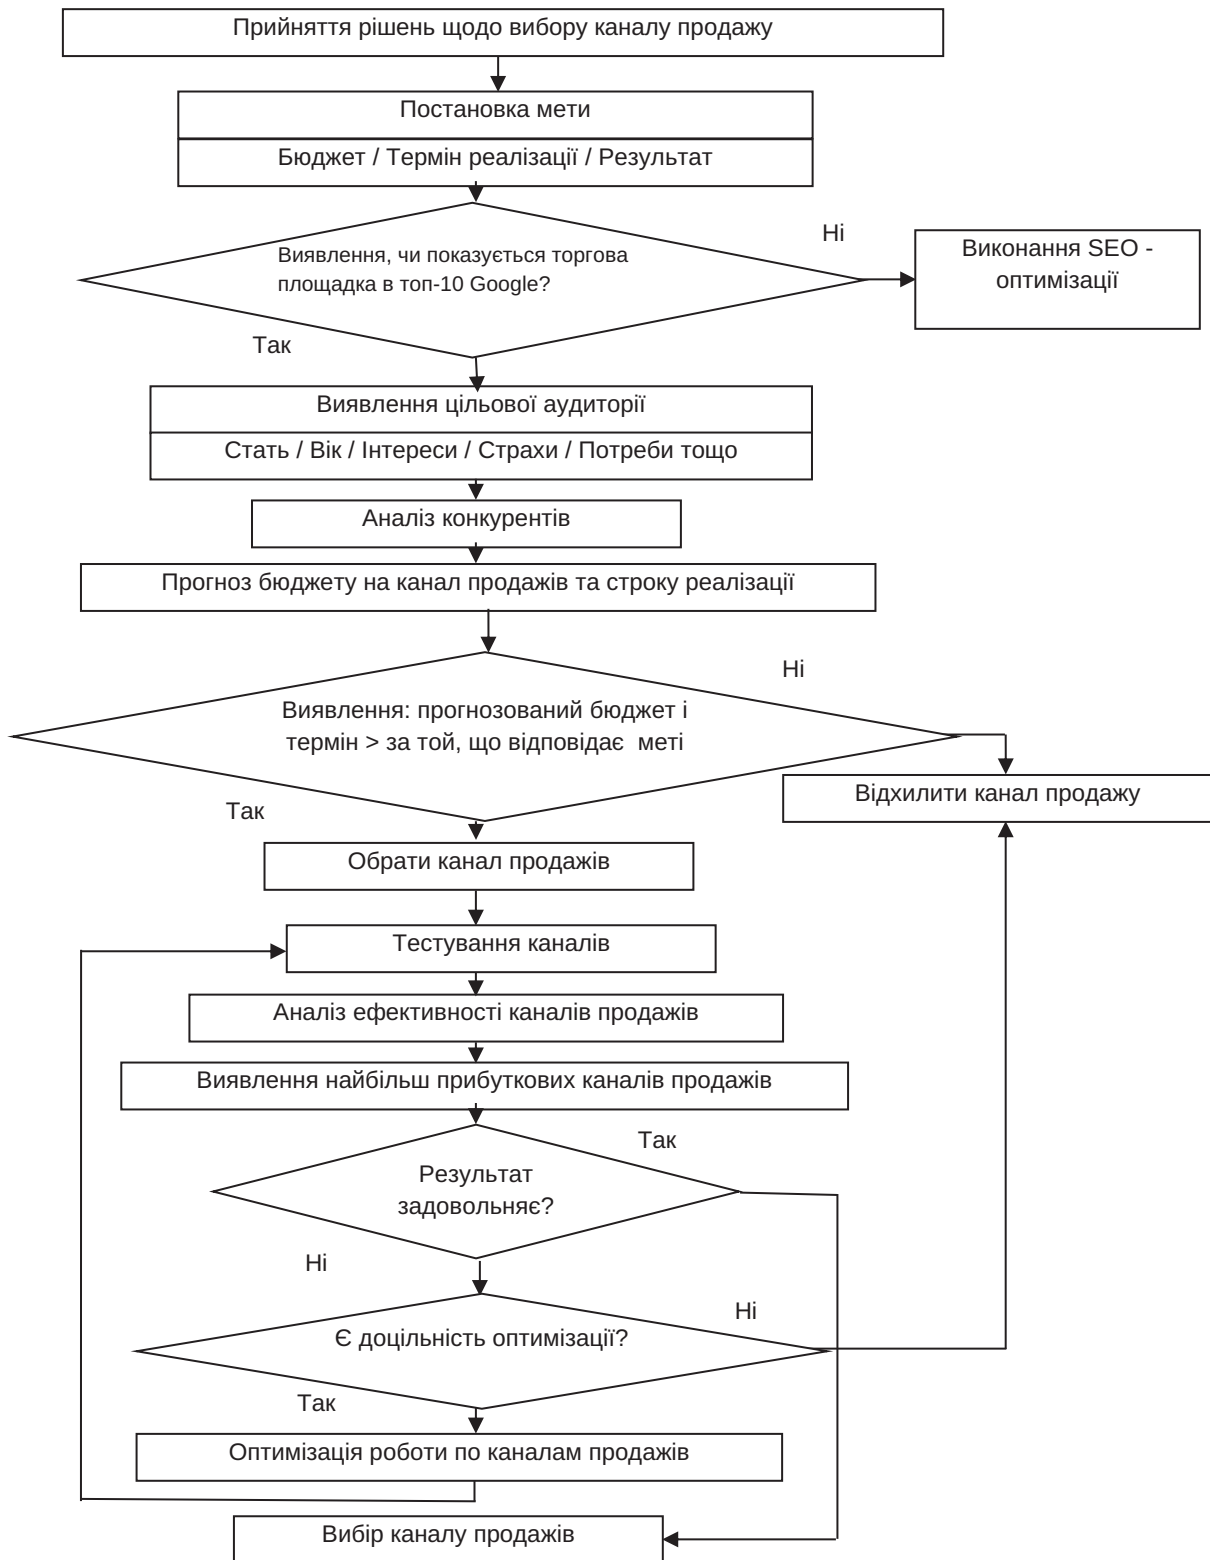 Прийняття рішень щодо вибору каналу продажу
Постановка мети
Бюджет / Термін реалізації / Результат
Ні
Виявлення, чи показується торгова
площадка в топ-10 Google?
Виконання SEO -
оптимізації
Так
Виявлення цільової аудиторії
Стать / Вік / Інтереси / Страхи / Потреби тощо
Аналіз конкурентів
Прогноз бюджету на канал продажів та строку реалізації
Ні
Виявлення: прогнозований бюджет і
термін > за той, що відповідає меті
Відхилити канал продажу
Так
Обрати канал продажів
Тестування каналів
Аналіз ефективності каналів продажів
Виявлення найбільш прибуткових каналів продажів
Так
Результат
задовольняє?
Ні
Ні
Є доцільність оптимізації?
Так
Оптимізація роботи по каналам продажів
Вибір каналу продажів